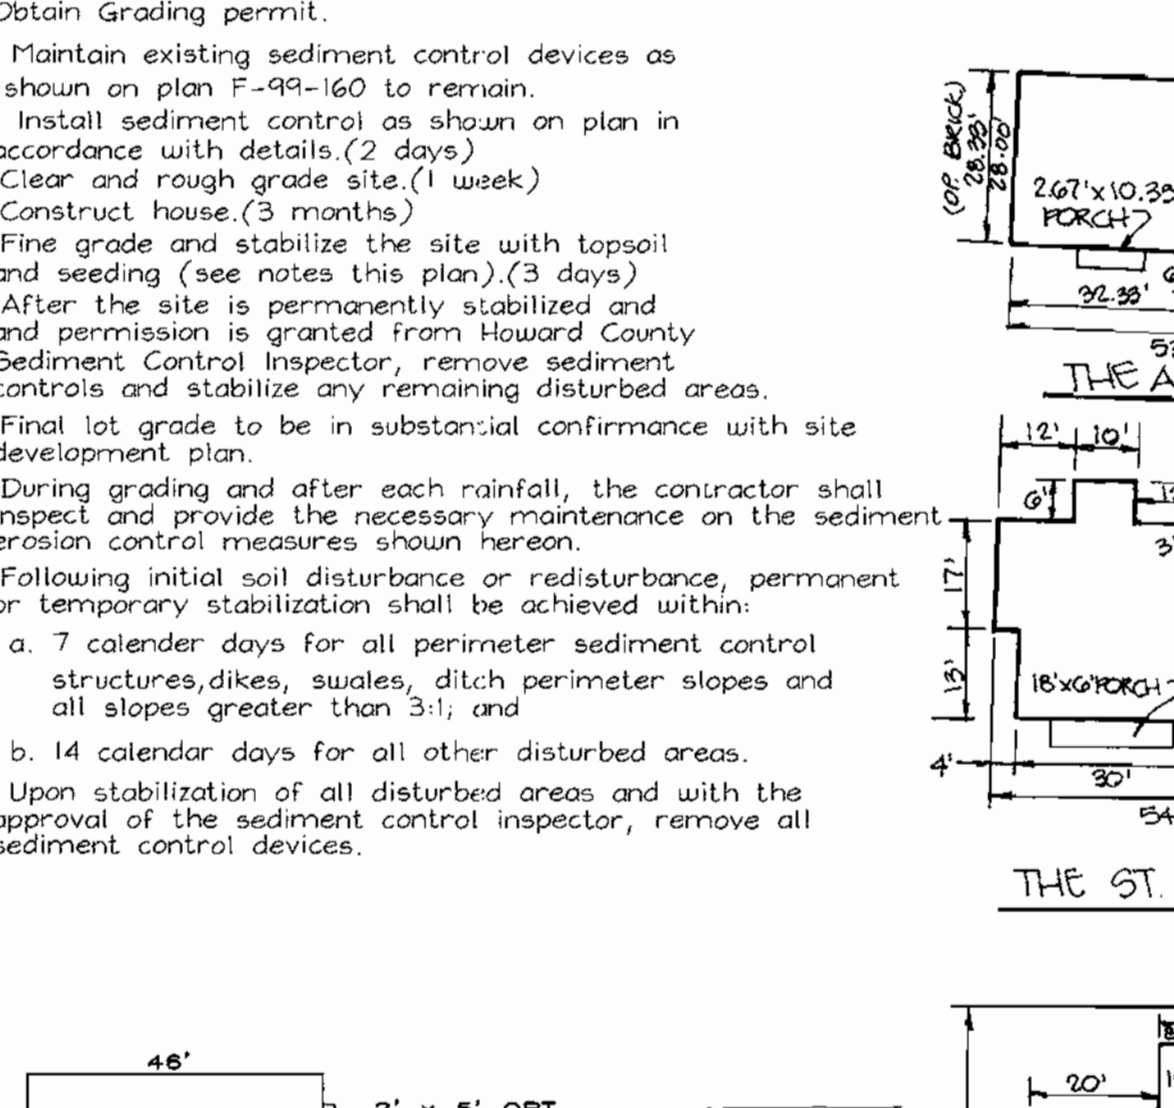 Obtain Grading permit.
Maintain existing sediment control devices as
shown on plan F-99-160 to remain.
Install sediment control as shown on plan in
accordance with details.(2 days)
Clear and rough grade site.(1 week)
Construct house.(3 months)
Fine grade and stabilize the site with topsoil
and seeding (see notes this plan).(3 days)
After the site is permanently stabilized and
and permission is granted from Howard County
Sediment Control Inspector, remove sediment
controls and stabilize any remaining disturbed areas.
Final lot grade to be in substantial confirmance with site
development plan.
During grading and after each rainfall, the contractor shall
inspect and provide the necessary maintenance on the sediment
erosion control measures shown hereon.
Following initial soil disturbance or redisturbance, permanent
or temporary stabilization shall be achieved within:
a. 7 calender days for all perimeter sediment control
structures,dikes, swales, ditch perimeter slopes and
all slopes greater than 3:1; and
b. 14 calendar days for all other disturbed areas.
Upon stabilization of all disturbed areas and with the
approval of the sediment control inspector, remove all
sediment control devices.
46'
2' x 5' OPT
(OP. BRICK)
28.33'
28.00'
2.67'x10.33
PORCH
32.33'
53
THE A
12' 10'
6'
3'
17'
13'
18'x6'PORCH
4'
30'
54
THE ST.
20'